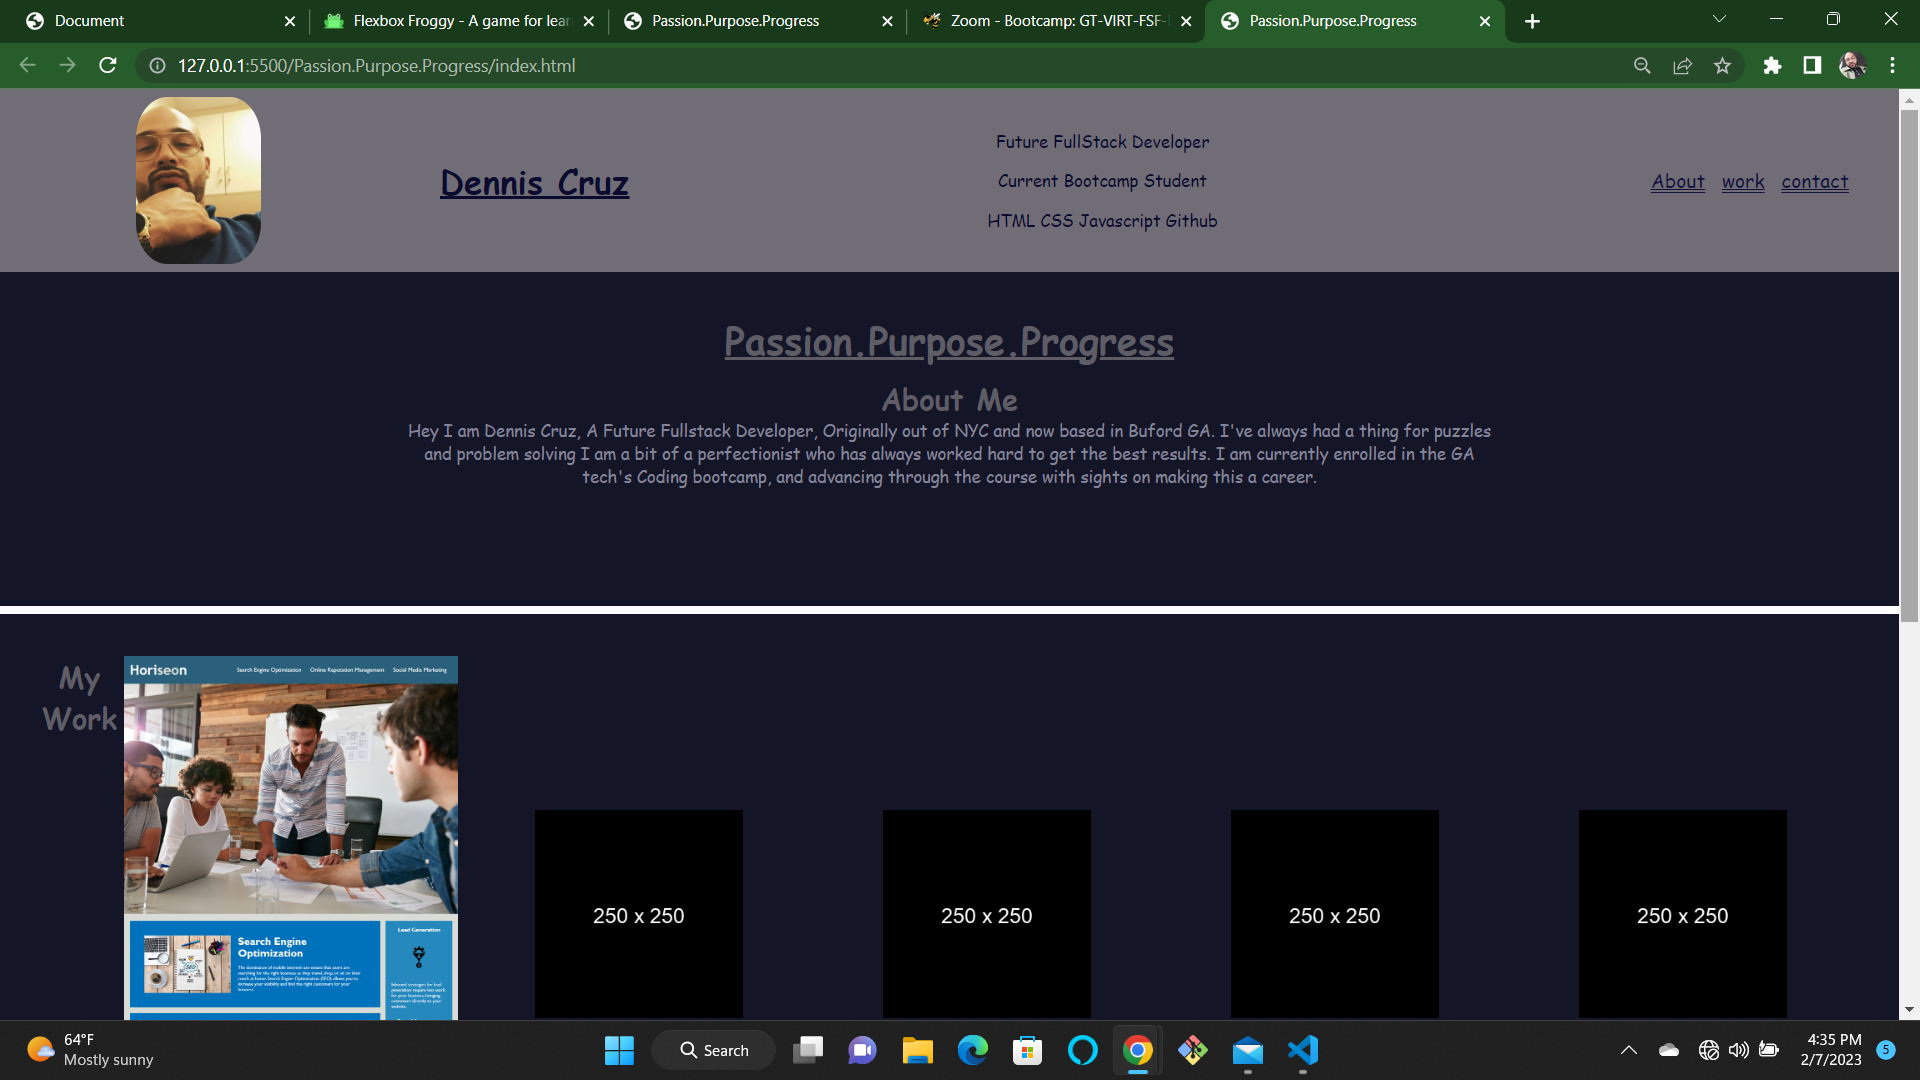 Document
Flexbox Froggy - A game for lear
Passion.Purpose.Progress
Zoom - Bootcamp: GT-VIRT-FSF-
Passion.Purpose.Progress
127.0.0.1:5500/Passion.Purpose.Progress/index.html
Dennis Cruz
Future FullStack Developer
Current Bootcamp Student
HTML CSS Javascript Github
About work contact
Passion.Purpose.Progress
About Me
Hey I am Dennis Cruz, A Future Fullstack Developer, Originally out of NYC and now based in Buford GA. I've always had a thing for puzzles
and problem solving I am a bit of a perfectionist who has always worked hard to get the best results. I am currently enrolled in the GA
tech's Coding bootcamp, and advancing through the course with sights on making this a career.
My
Work
Horiseon
Search Engine Optimization Online Reputation Management Social Media Marketing
Search Engine
Optimization
Lead Generation
250 x 250
250 x 250
250 x 250
250 x 250
64°F
Mostly sunny
Search
4:35 PM
2/7/2023
5